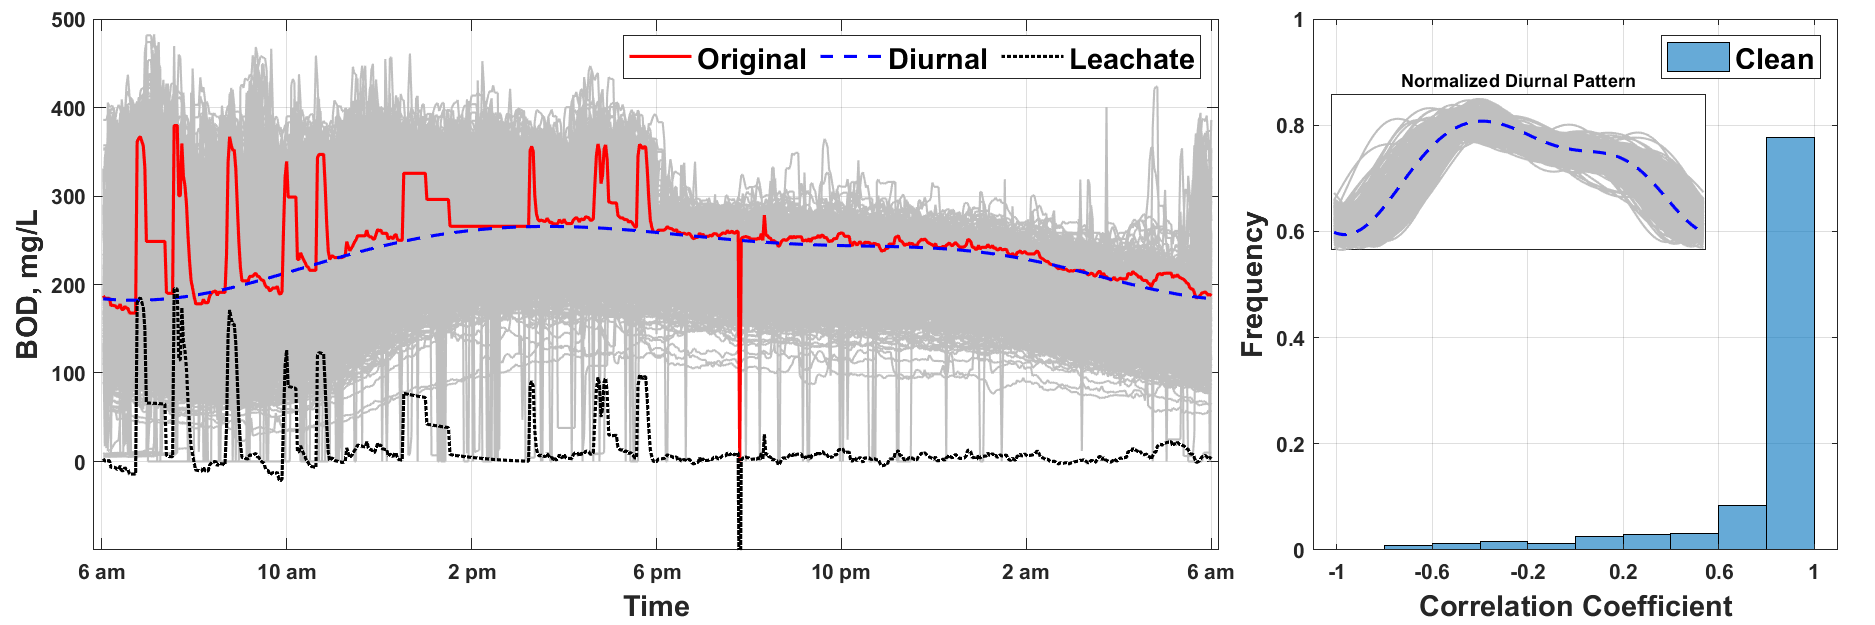 500
400
300
200
100
0
BOD, mg/L
Original Diurnal Leachate
6 am 10 am 2 pm 6 pm 10 pm 2 am 6 am
Time
1
0.8
0.6
0.4
0.2
0
Frequency
Clean
Normalized Diurnal Pattern
-1 -0.6 -0.2 0.2 0.6 1
Correlation Coefficient